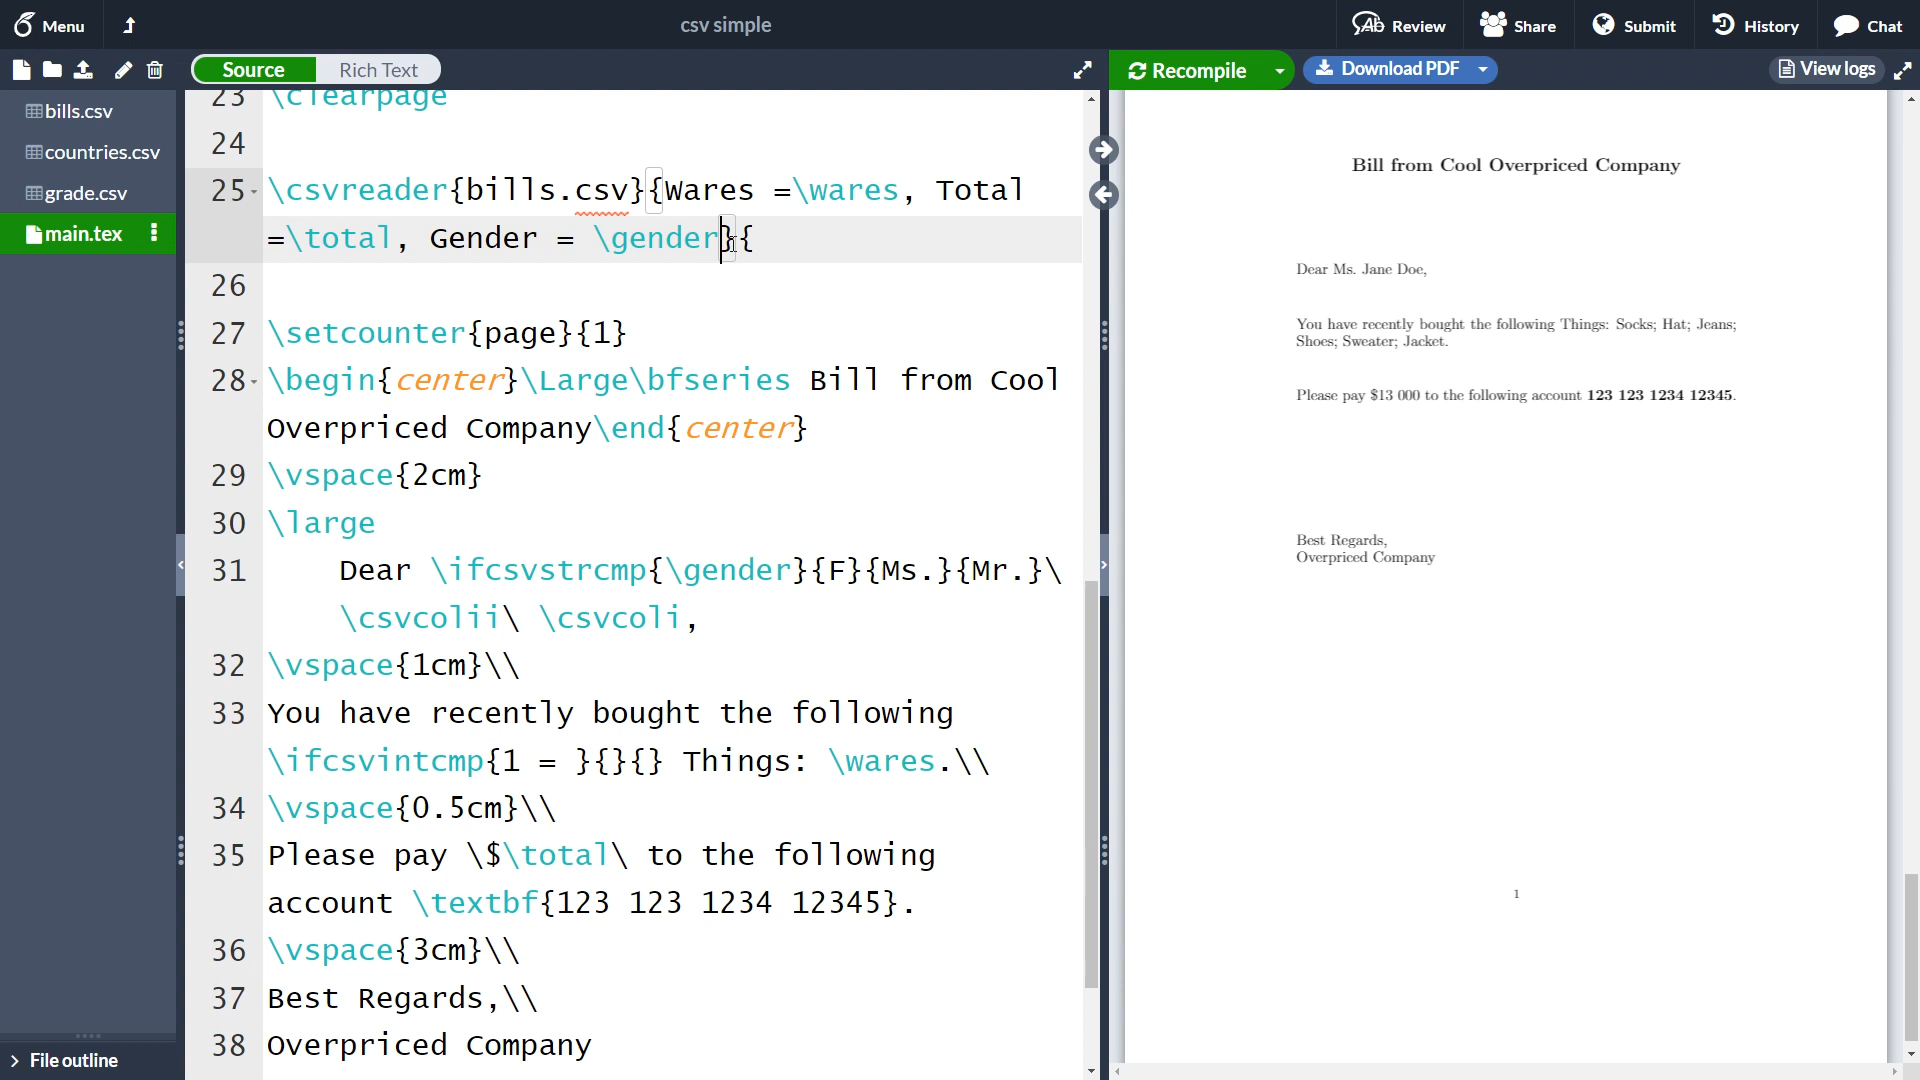 Menu
csv simple
Review
Share
Submit
History
Chat
Source
Rich Text
Recompile
Download PDF
View logs
bills.csv
countries.csv
grade.csv
main.tex
File outline
23 \clearpage
24
25 \csvreader{bills.csv}{Wares =\wares, Total
=\total, Gender = \gender}{
26
27 \setcounter{page}{1}
28 \begin{center}\Large\bfseries Bill from Cool
Overpriced Company\end{center}
29 \vspace{2cm}
30 \large
31 Dear \ifcsvstrcmp{\gender}{F}{Ms.}{Mr.}\
\csvcolii\ \csvcoli,
32 \vspace{1cm}\\
33 You have recently bought the following
\ifcsvintcmp{1 = }{}{} Things: \wares.\\
34 \vspace{0.5cm}\\
35 Please pay \$\total\ to the following
account \textbf{123 123 1234 12345}.
36 \vspace{3cm}\\
37 Best Regards,\\
38 Overpriced Company
Bill from Cool Overpriced Company
Dear Ms. Jane Doe,
You have recently bought the following Things: Socks; Hat; Jeans;
Shoes; Sweater; Jacket.
Please pay $13 000 to the following account 123 123 1234 12345.
Best Regards,
Overpriced Company
1